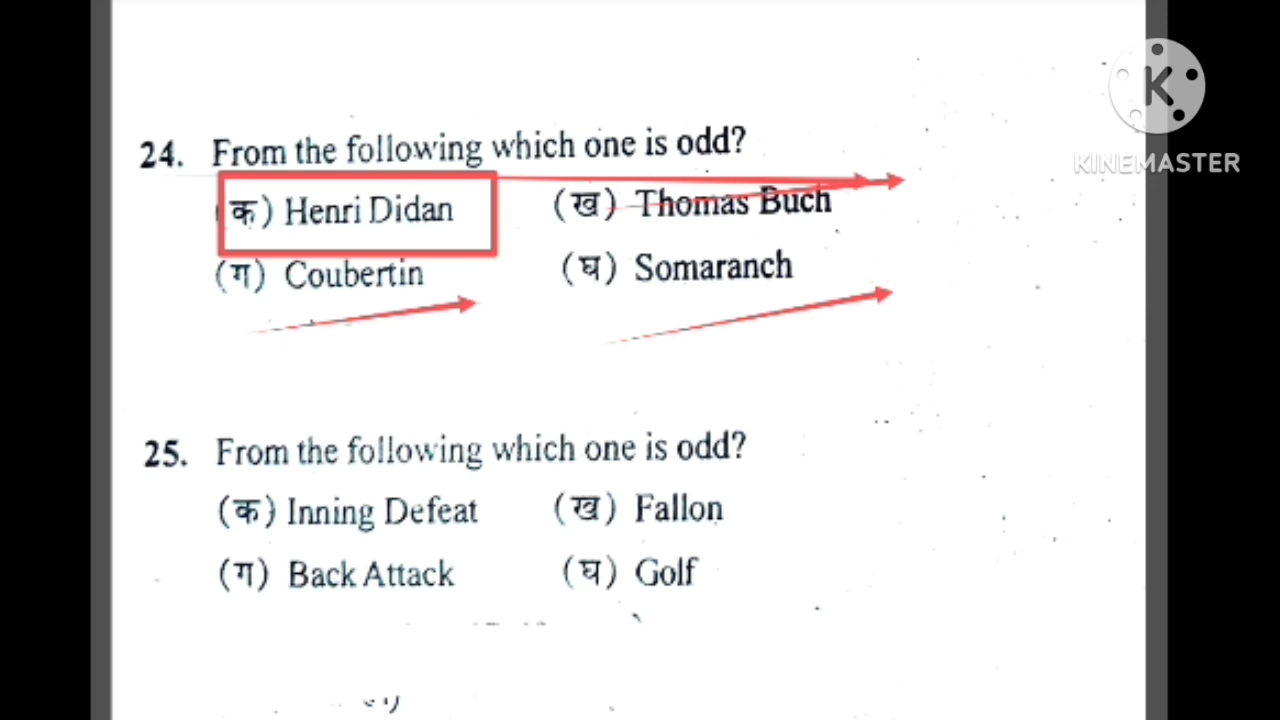 K
KINEMASTER
24. From the following which one is odd?
(क) Henri Didan (ख) Thomas Buch
(ग) Coubertin (घ) Somaranch
25. From the following which one is odd?
(क) Inning Defeat (ख) Fallon
(ग) Back Attack (घ) Golf